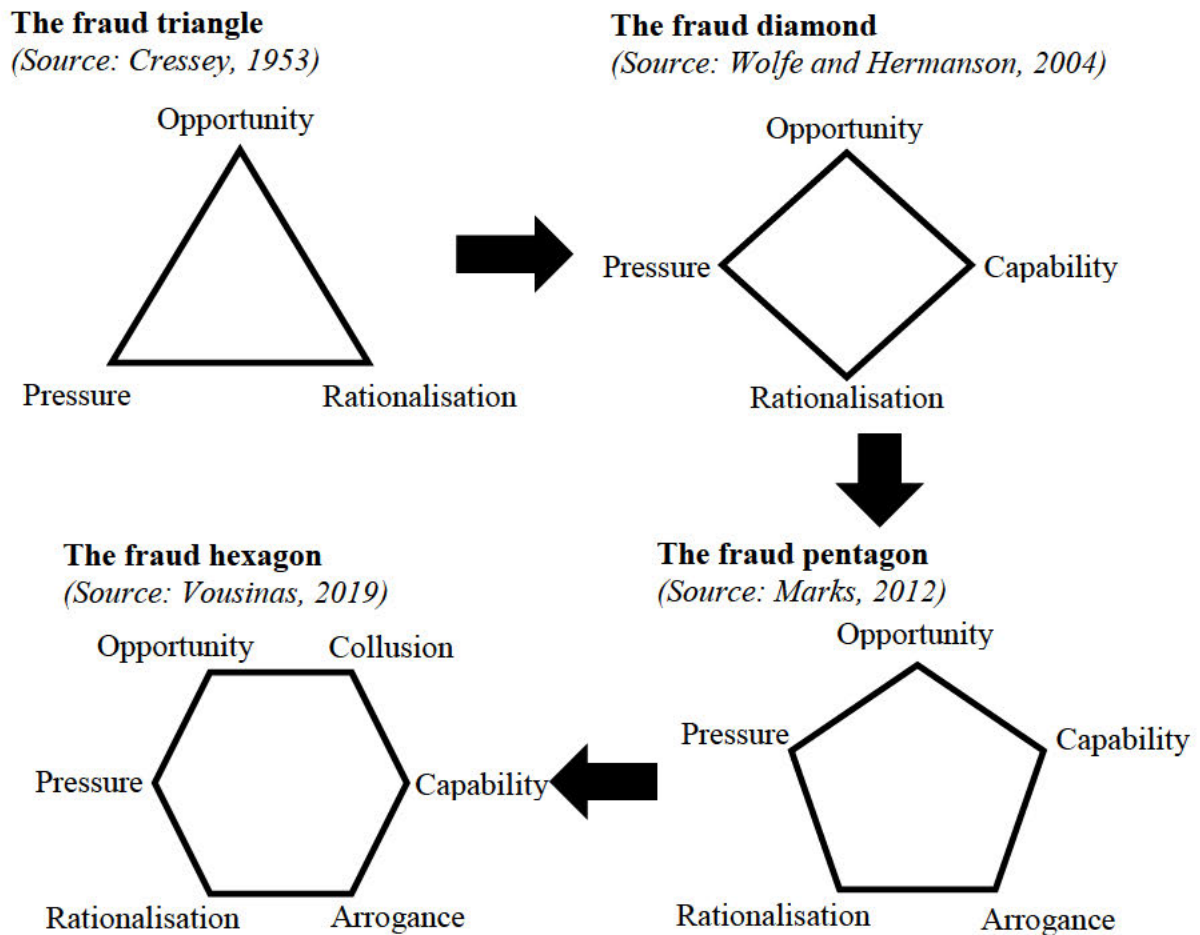 The fraud triangle
(Source: Cressey, 1953)
Opportunity
Pressure
Rationalisation
The fraud diamond
(Source: Wolfe and Hermanson, 2004)
Opportunity
Pressure
Capability
Rationalisation
The fraud hexagon
(Source: Vousinas, 2019)
Opportunity
Collusion
Pressure
Capability
Rationalisation
Arrogance
The fraud pentagon
(Source: Marks, 2012)
Opportunity
Pressure
Capability
Rationalisation
Arrogance